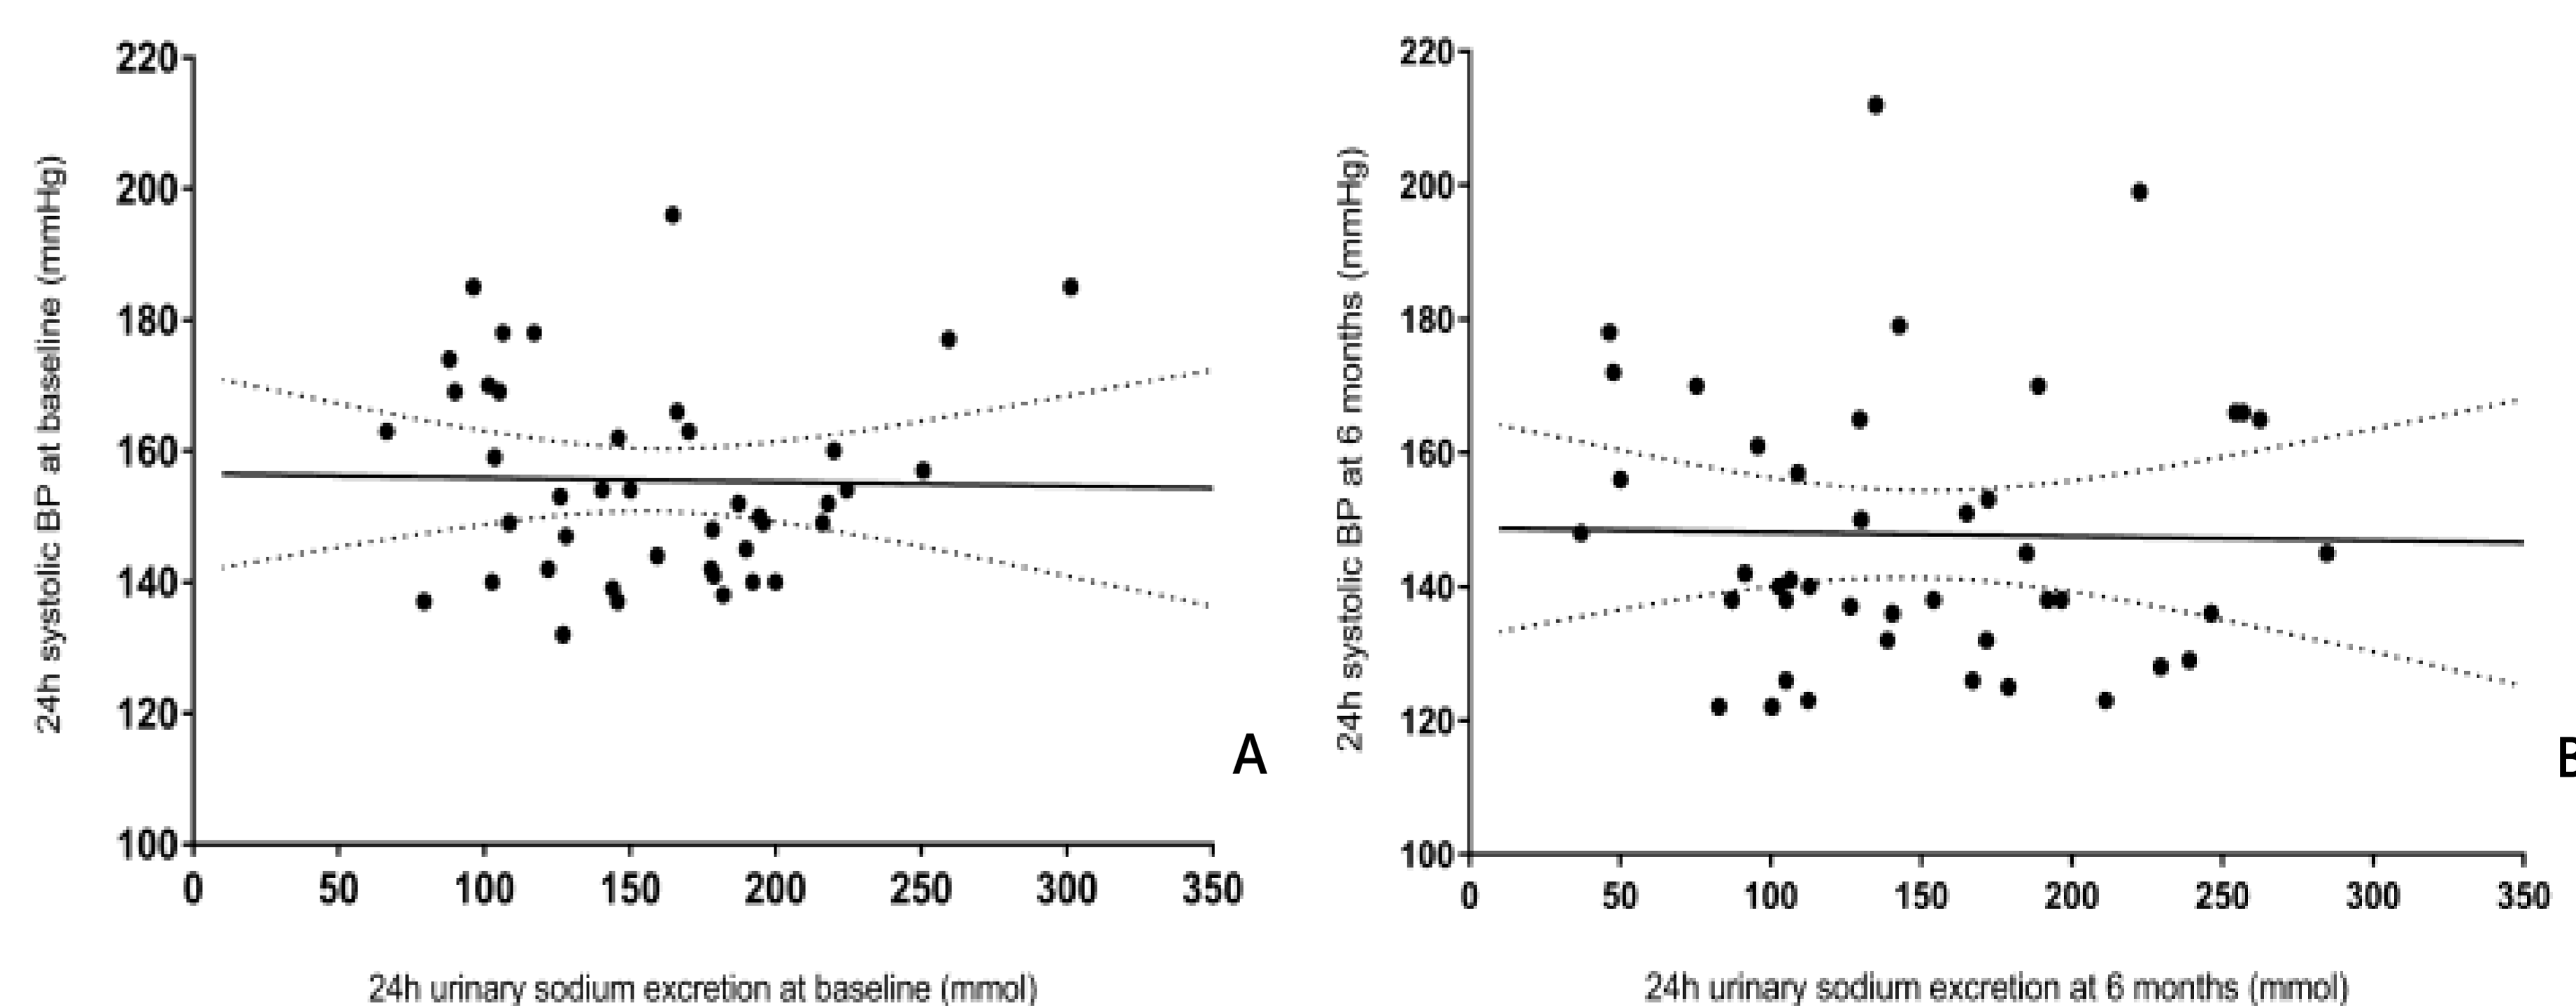 24h systolic BP at baseline (mmHg)
220
200
180
160
140
120
100
0 50 100 150 200 250 300 350
24h urinary sodium excretion at baseline (mmol)
A
24h systolic BP at 6 months (mmHg)
220
200
180
160
140
120
100
0 50 100 150 200 250 300 350
24h urinary sodium excretion at 6 months (mmol)
B